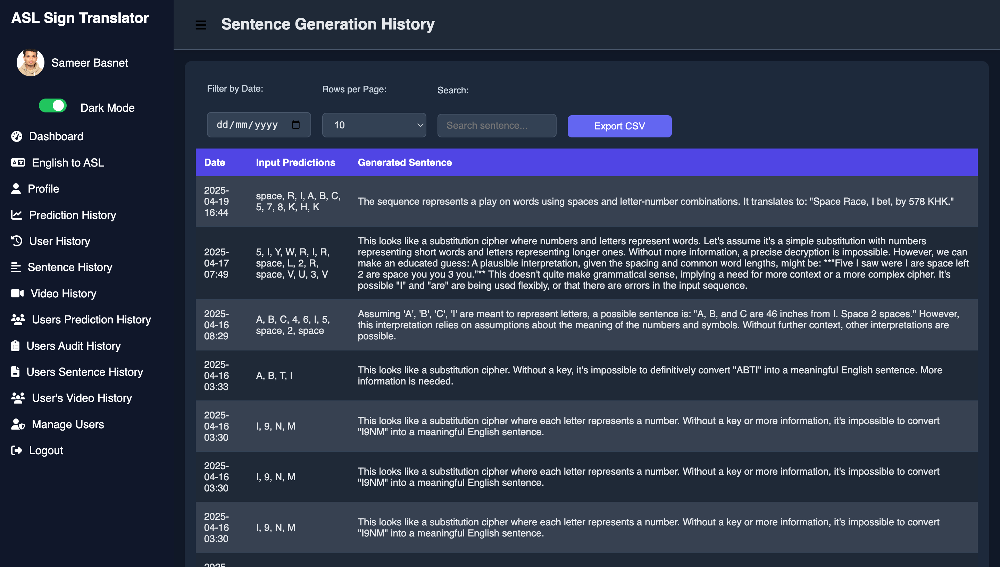 ASL Sign Translator
Sameer Basnet
Dark Mode
Dashboard
English to ASL
Profile
Prediction History
User History
Sentence History
Video History
Users Prediction History
Users Audit History
Users Sentence History
User's Video History
Manage Users
Logout
Sentence Generation History
Filter by Date:
Rows per Page:
Search:
dd/mm/yyyy
10
Search sentence...
Export CSV
Date Input Predictions Generated Sentence
2025-
04-19
16:44
space, R, I, A, B, C,
5, 7, 8, K, H, K
The sequence represents a play on words using spaces and letter-number combinations. It translates to: "Space Race, I bet, by 578 KHK."
2025-
04-17
07:49
5, I, Y, W, R, I, R,
space, L, 2, R,
space, V, U, 3, V
This looks like a substitution cipher where numbers and letters represent words. Let's assume it's a simple substitution with numbers
representing short words and letters representing longer ones. Without more information, a precise decryption is impossible. However, we can
make an educated guess: A plausible interpretation, given the spacing and common word lengths, might be: **"Five I saw were I are space left
2 are space you you 3 you."** This doesn't quite make grammatical sense, implying a need for more context or a more complex cipher. It's
possible "I" and "are" are being used flexibly, or that there are errors in the input sequence.
2025-
04-16
08:29
A, B, C, 4, 6, I, 5,
space, 2, space
Assuming 'A', 'B', 'C', 'I' are meant to represent letters, a possible sentence is: "A, B, and C are 46 inches from I. Space 2 spaces." However,
this interpretation relies on assumptions about the meaning of the numbers and symbols. Without further context, other interpretations are
possible.
2025-
04-16
03:33
A, B, T, I
This looks like a substitution cipher. Without a key, it's impossible to definitively convert "ABTI" into a meaningful English sentence. More
information is needed.
2025-
04-16
03:30
I, 9, N, M
This looks like a substitution cipher where each letter represents a number. Without a key or more information, it's impossible to convert
"I9NM" into a meaningful English sentence.
2025-
04-16
03:30
I, 9, N, M
This looks like a substitution cipher where each letter represents a number. Without a key or more information, it's impossible to convert
"I9NM" into a meaningful English sentence.
2025-
04-16
03:30
I, 9, N, M
This looks like a substitution cipher where each letter represents a number. Without a key or more information, it's impossible to convert
"I9NM" into a meaningful English sentence.
2025-